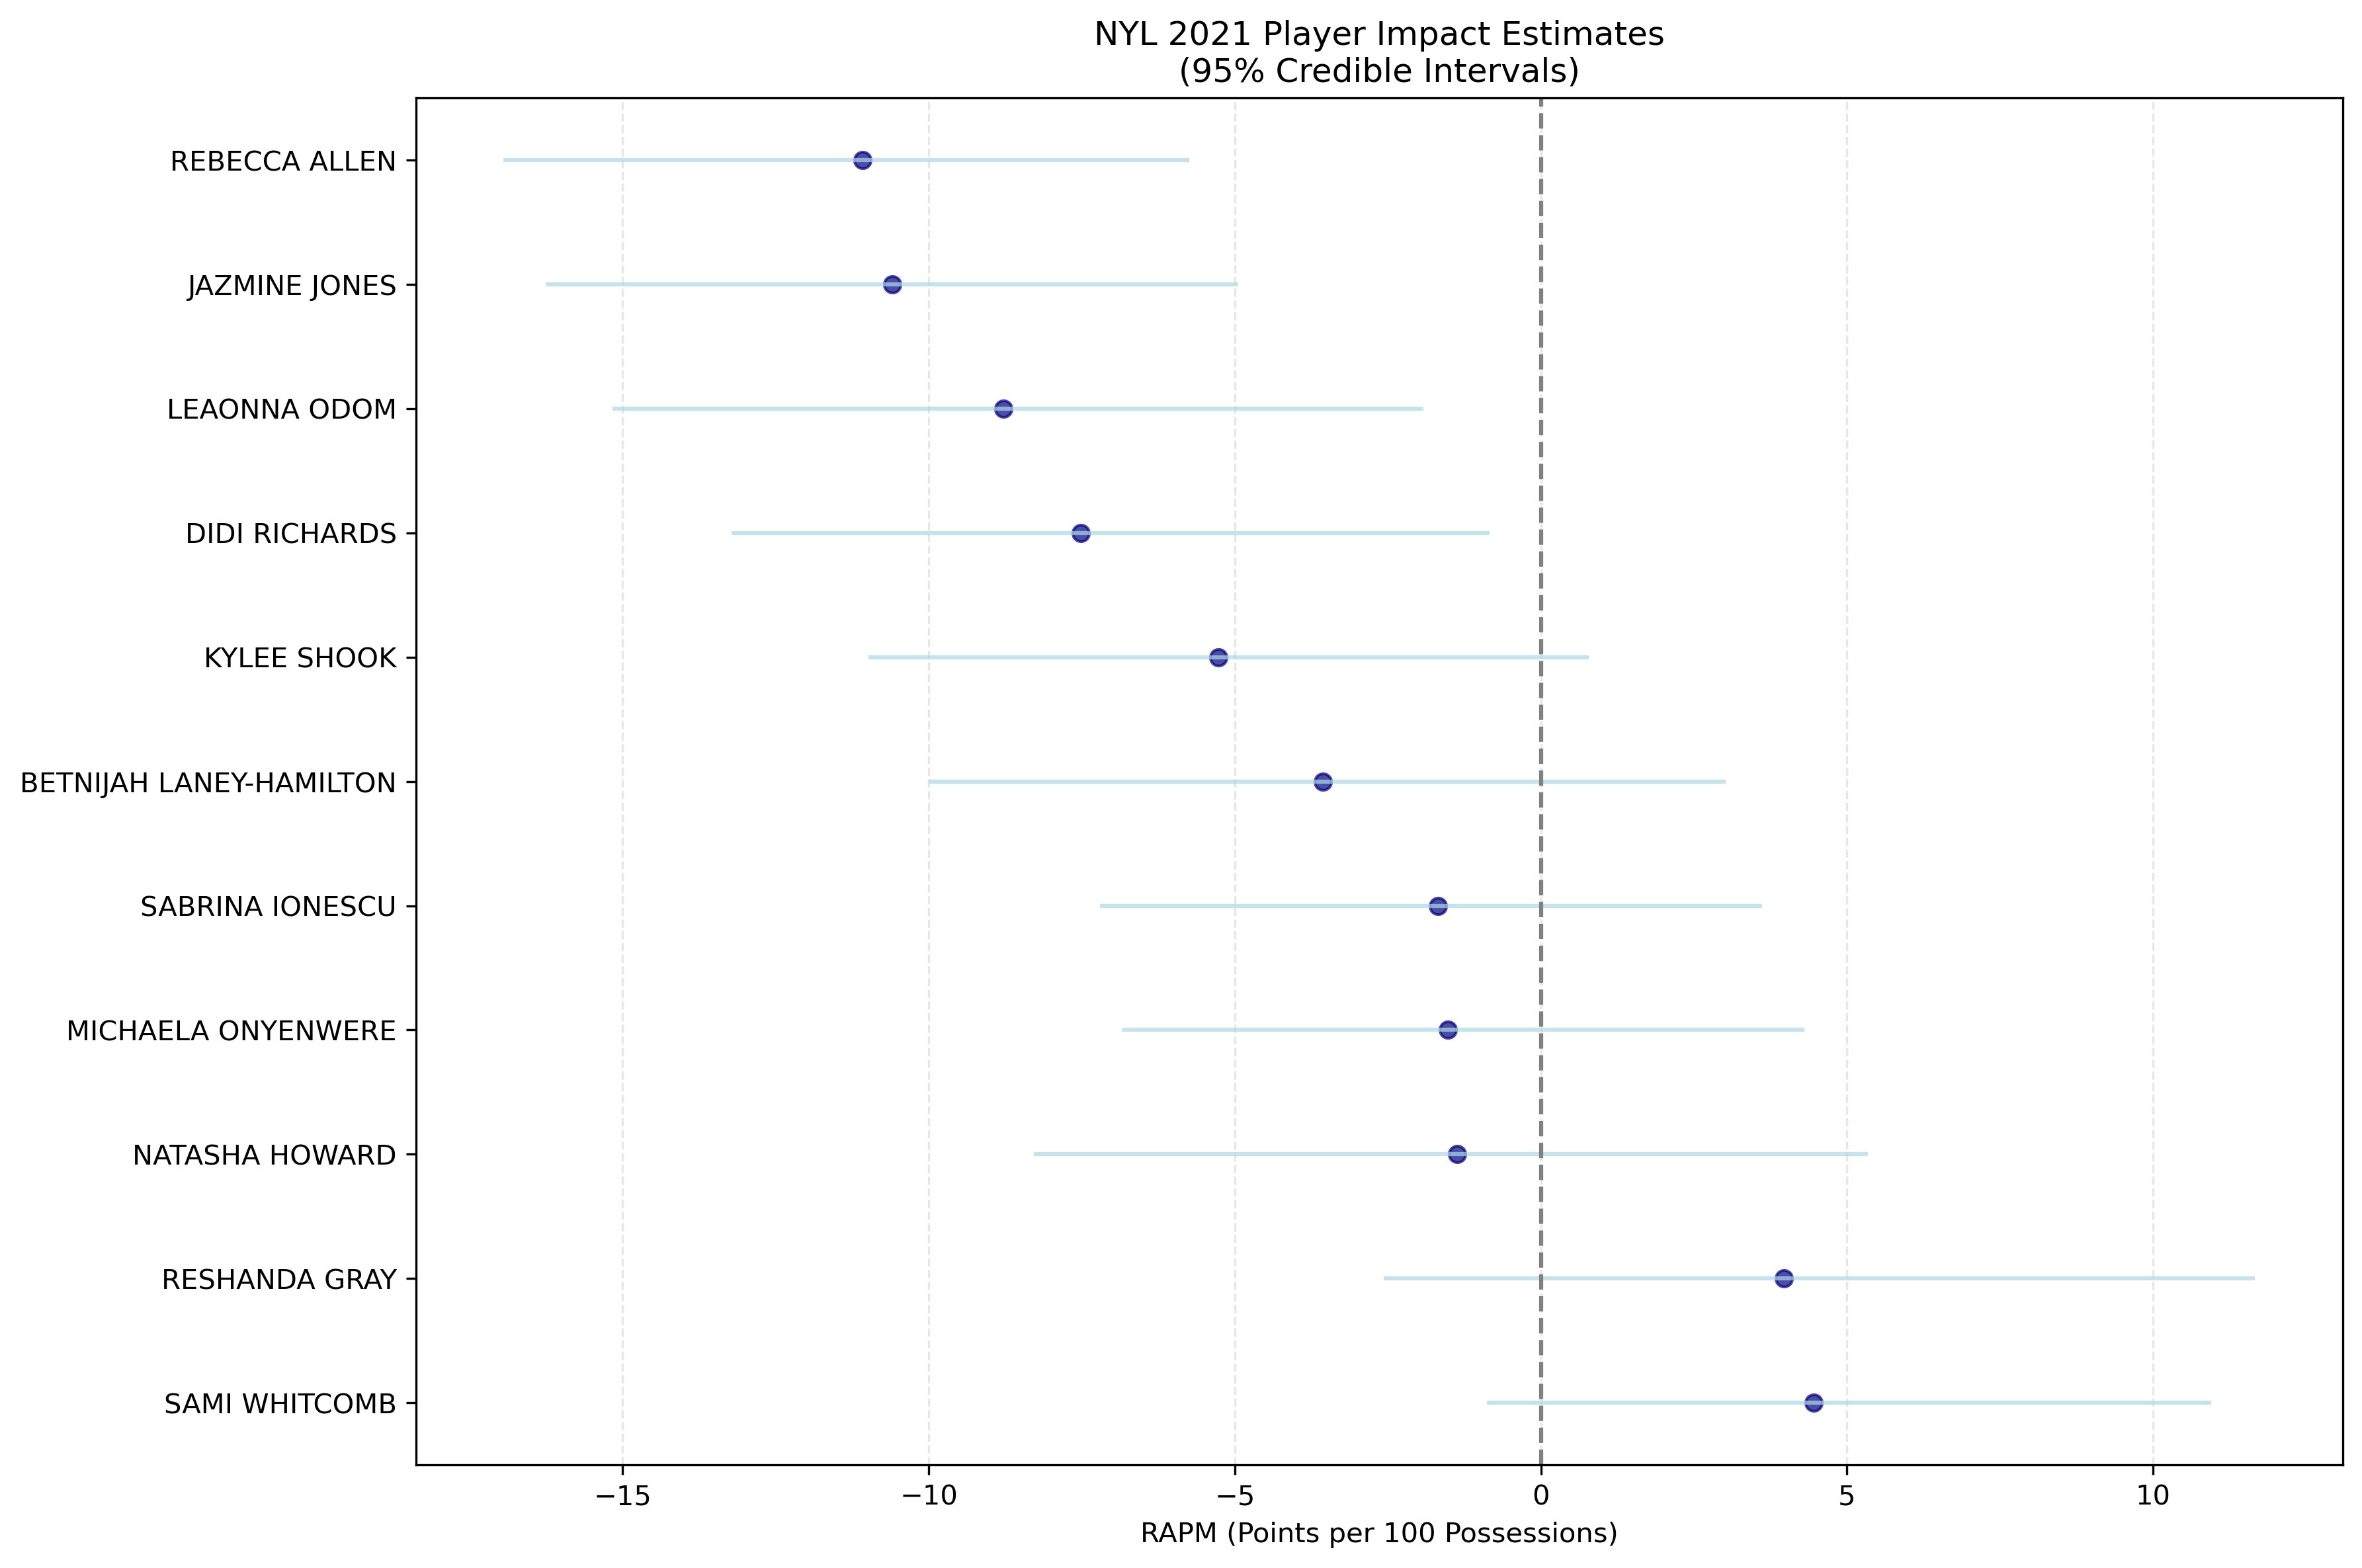 NYL 2021 Player Impact Estimates
(95% Credible Intervals)
REBECCA ALLEN
JAZMINE JONES
LEAONNA ODOM
DIDI RICHARDS
KYLEE SHOOK
BETNIJAH LANEY-HAMILTON
SABRINA IONESCU
MICHAELA ONYENWERE
NATASHA HOWARD
RESHANDA GRAY
SAMI WHITCOMB
−15 −10 −5 0 5 10
RAPM (Points per 100 Possessions)